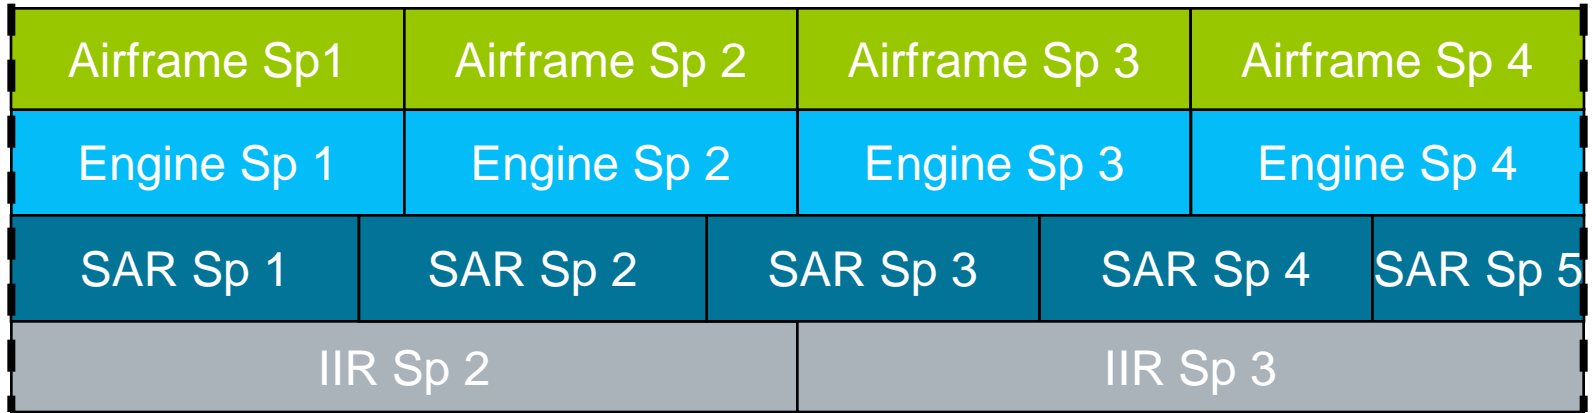 Airframe Sp1 Airframe Sp 2 Airframe Sp 3 Airframe Sp 4
Engine Sp 1 Engine Sp 2 Engine Sp 3 Engine Sp 4
SAR Sp 1 SAR Sp 2 SAR Sp 3 SAR Sp 4 SAR Sp 5
IIR Sp 2 IIR Sp 3